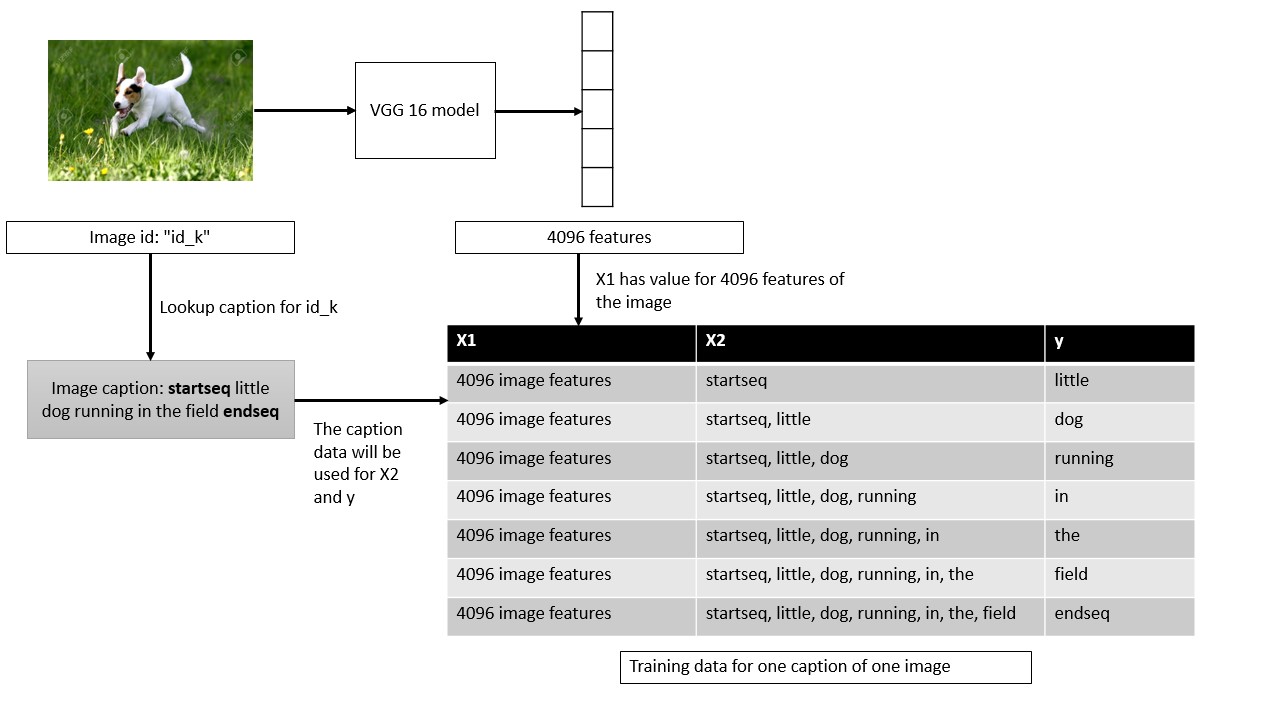 VGG 16 model
Image id: "id_k"
4096 features
Lookup caption for id_k
X1 has value for 4096 features of
the image
Image caption: startseq little
dog running in the field endseq
The caption
data will be
used for X2
and y
X1 X2 y
4096 image features startseq little
4096 image features startseq, little dog
4096 image features startseq, little, dog running
4096 image features startseq, little, dog, running in
4096 image features startseq, little, dog, running, in the
4096 image features startseq, little, dog, running, in, the field
4096 image features startseq, little, dog, running, in, the, field endseq
Training data for one caption of one image